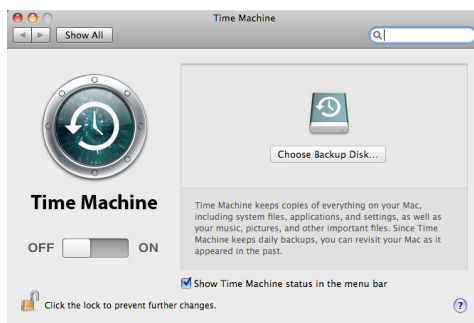 Time Machine
Show All
Choose Backup Disk...
Time Machine
Time Machine keeps copies of everything on your Mac,
including system files, applications, and settings, as well as
your music, pictures, and other important files. Since Time
Machine keeps daily backups, you can revisit your Mac as it
appeared in the past.
OFF ON
Show Time Machine status in the menu bar
Click the lock to prevent further changes.
?